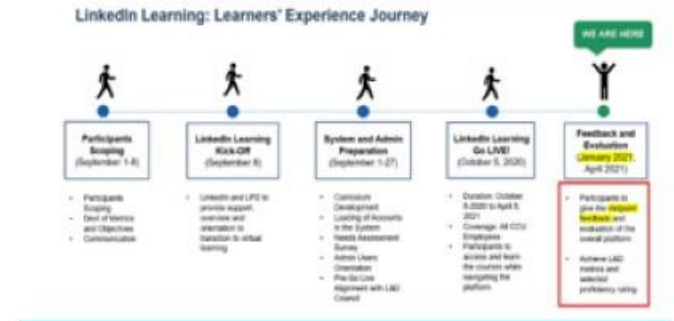 LinkedIn Learning: Learners' Experience Journey
WE ARE HERE
Participants
Scoping
(September 1-8)
LinkedIn Learning
Kick-Off
(September 8)
System and Admin
Preparation
(September 1-27)
LinkedIn Learning
Go LIVE!
(October 5, 2020)
Feedback and
Evaluation
(January 2021,
April 2021)
• Participants
Scoping
• Devt of Metrics
and Objectives
• Communication
• LinkedIn and LPD to
provide support,
overview and
orientation to
transition to virtual
learning
• Curriculum
Development
• Loading of Accounts
in the System
• Needs Assessment
Survey
• Admin Users
Orientation
• Pre Go Live
Alignment with L&D
Council
• Duration: October
5 2020 to April 5,
2021
• Coverage: All CCU
Employees
• Participants to
access and learn
the courses while
navigating the
platform
• Participants to
give the midpoint
feedback and
evaluation of the
overall platform
• Achieve L&D
metrics and
selected
proficiency rating